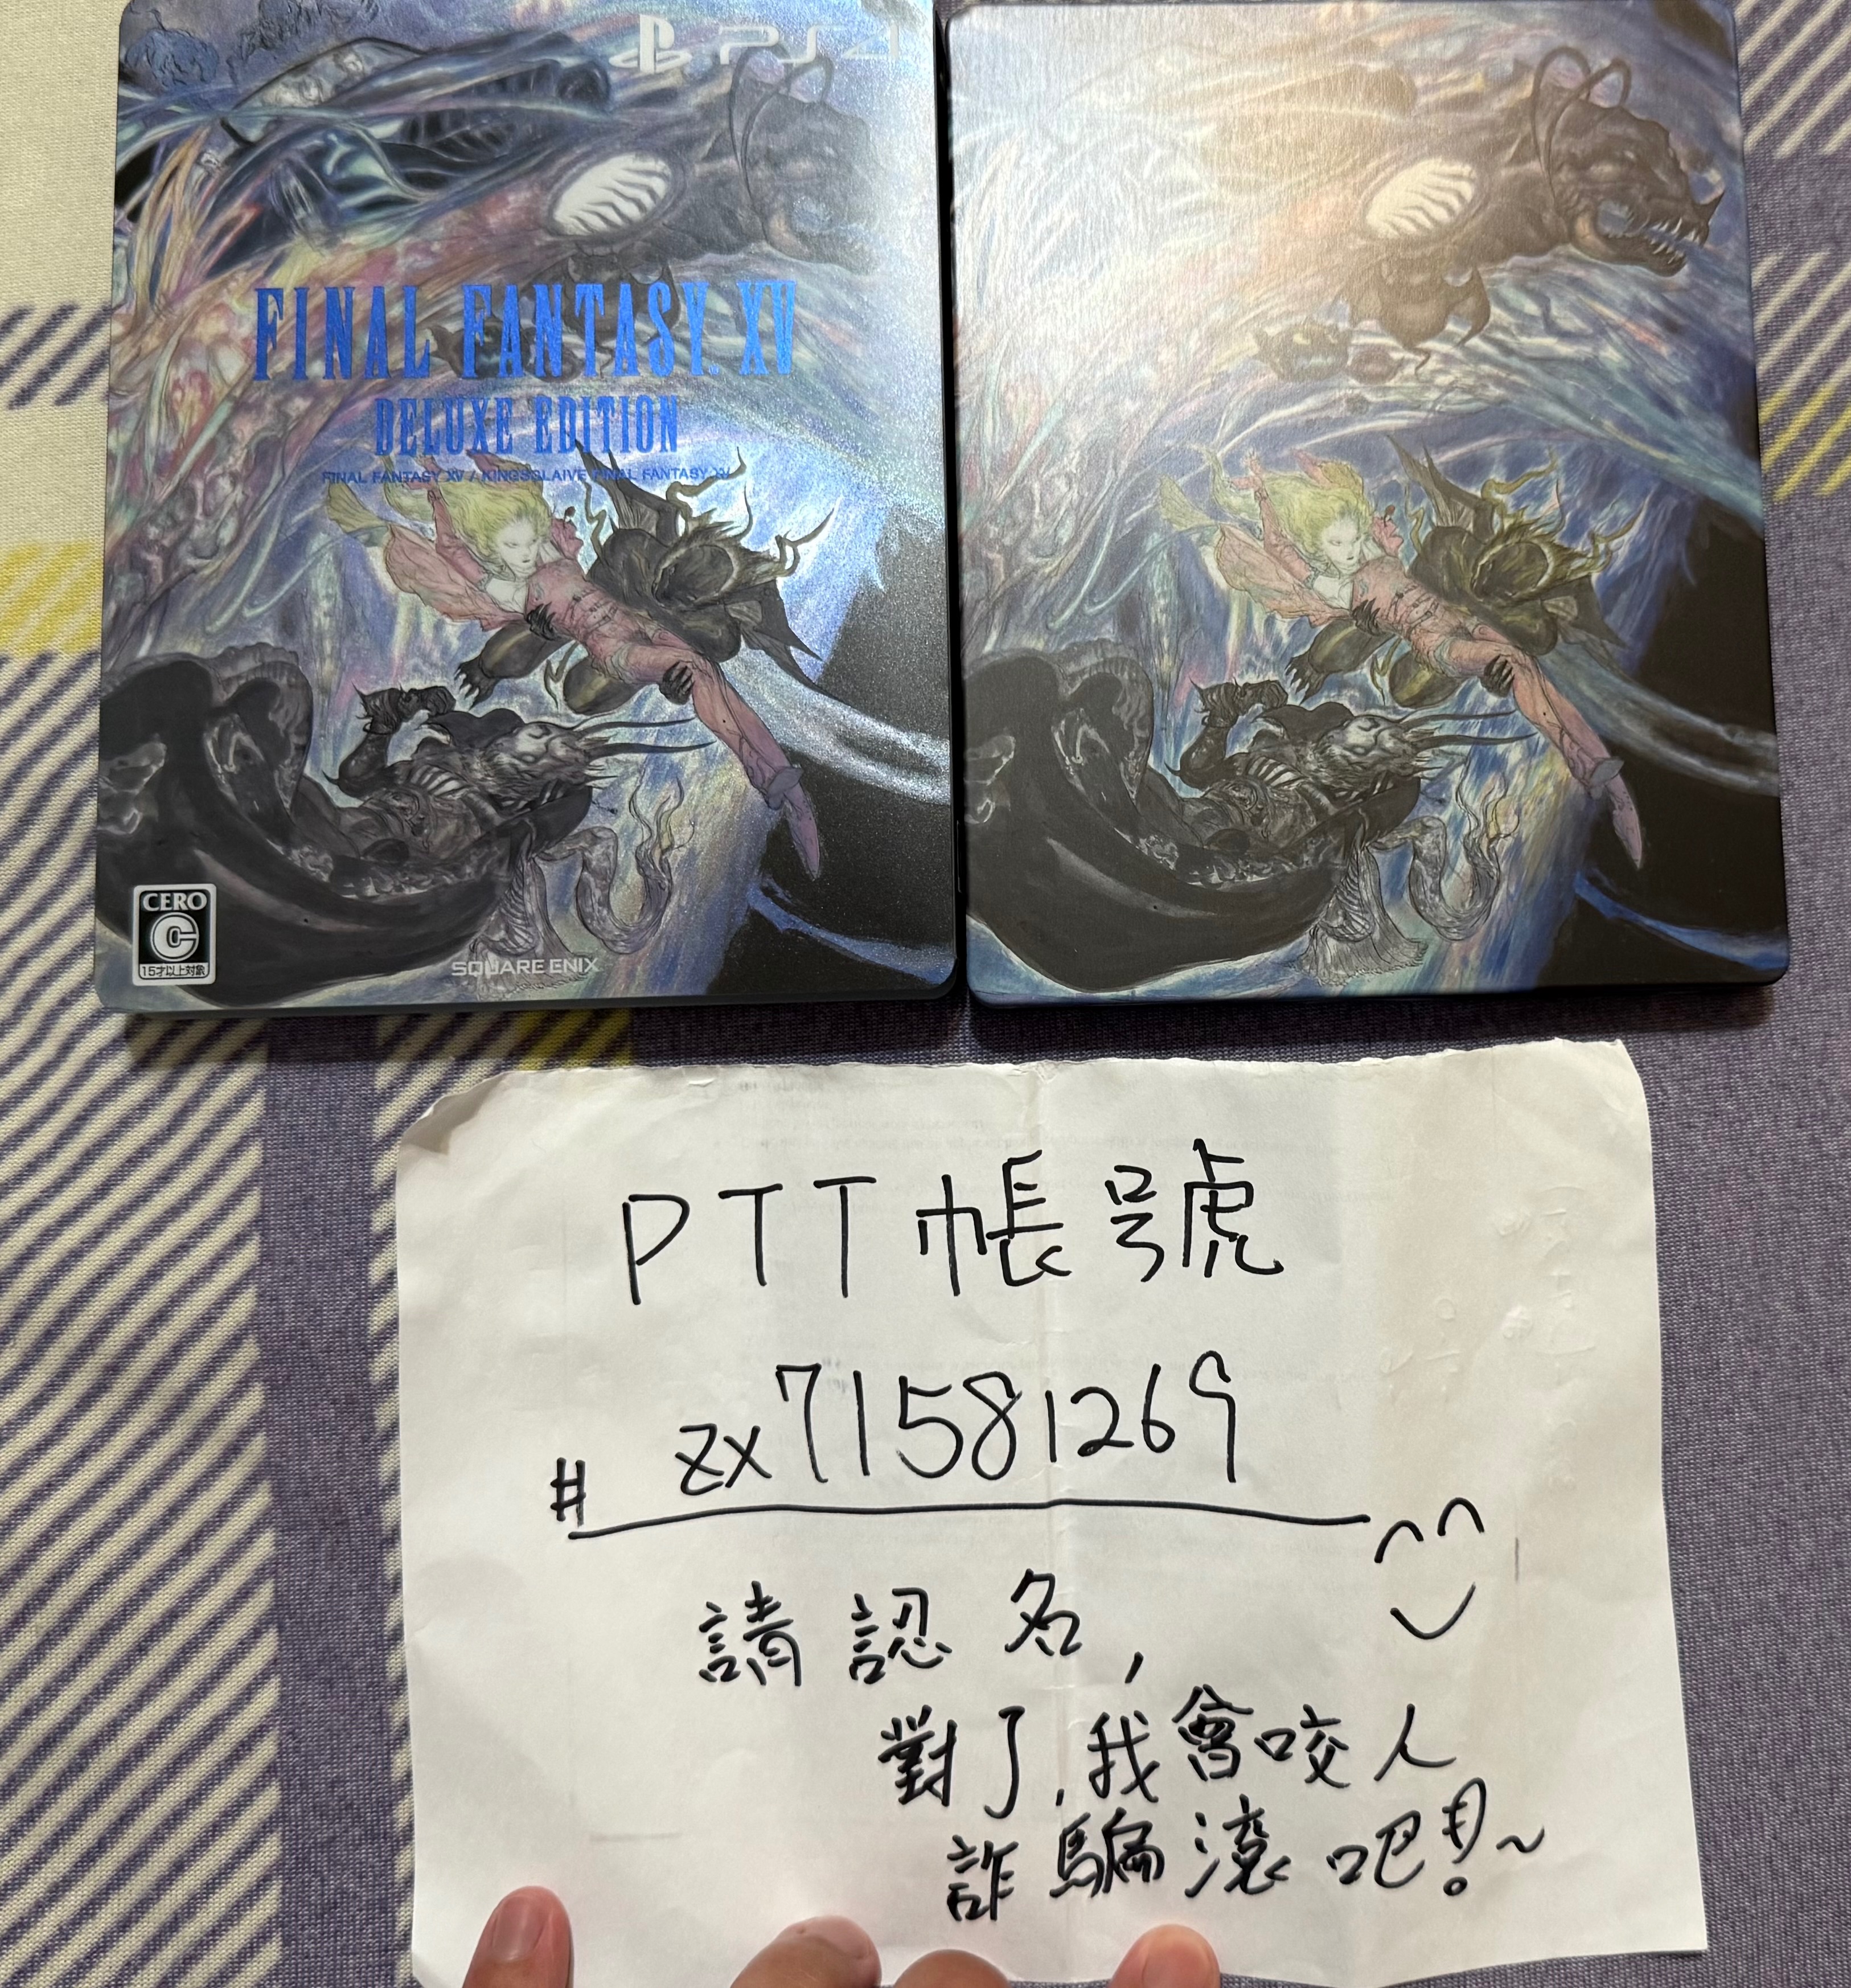 PS4
FINAL FANTASY XV
DELUXE EDITION
FINAL FANTASY XV / KINGSGLAIVE FINAL FANTASY XV
CERO
C
15才以上対象
SQUARE ENIX
PTT帳號
# zx71581269
請認名,
對了,我會咬人
詐騙滾吧!~